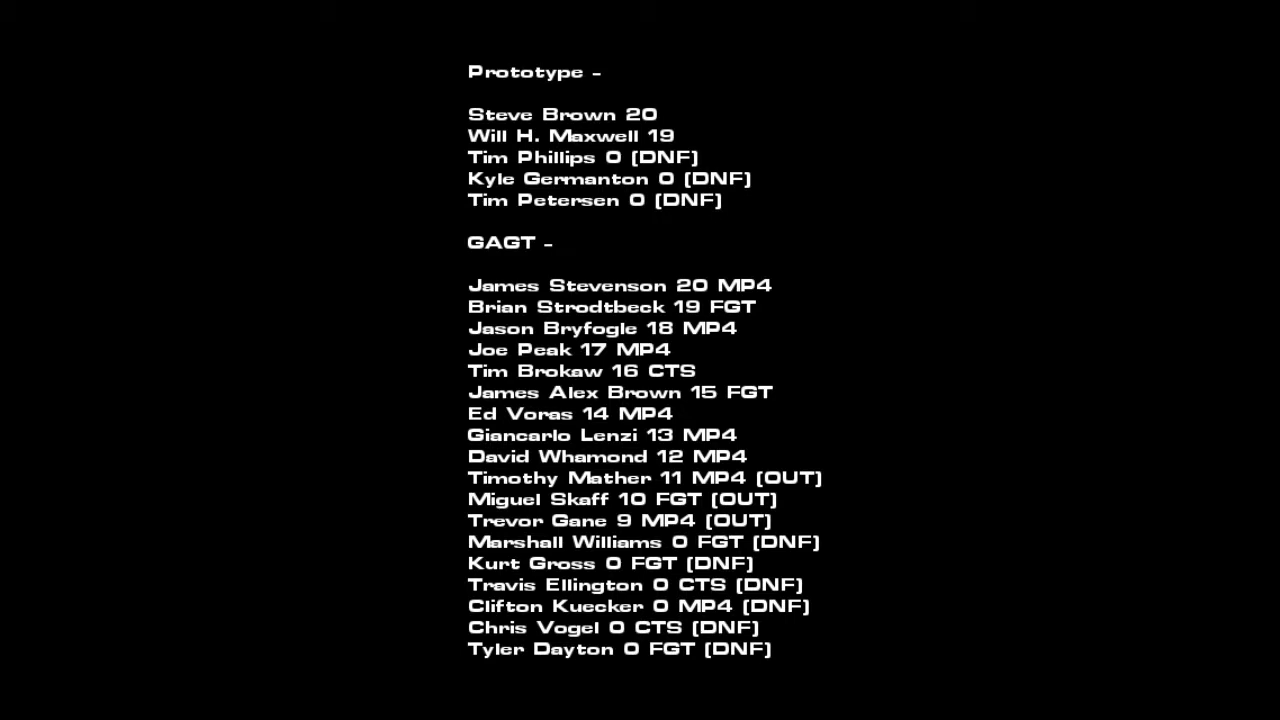 Prototype -
Steve Brown 20
Will H. Maxwell 19
Tim Phillips 0 (DNF)
Kyle Germanton 0 (DNF)
Tim Petersen 0 (DNF)
GAGT -
James Stevenson 20 MP4
Brian Strodtbeck 19 FGT
Jason Bryfogle 18 MP4
Joe Peak 17 MP4
Tim Brokaw 16 CTS
James Alex Brown 15 FGT
Ed Voras 14 MP4
Giancarlo Lenzi 13 MP4
David Whamond 12 MP4
Timothy Mather 11 MP4 (OUT)
Miguel Skaff 10 FGT (OUT)
Trevor Gane 9 MP4 (OUT)
Marshall Williams 0 FGT (DNF)
Kurt Gross 0 FGT (DNF)
Travis Ellington 0 CTS (DNF)
Clifton Kuecker 0 MP4 (DNF)
Chris Vogel 0 CTS (DNF)
Tyler Dayton 0 FGT (DNF)